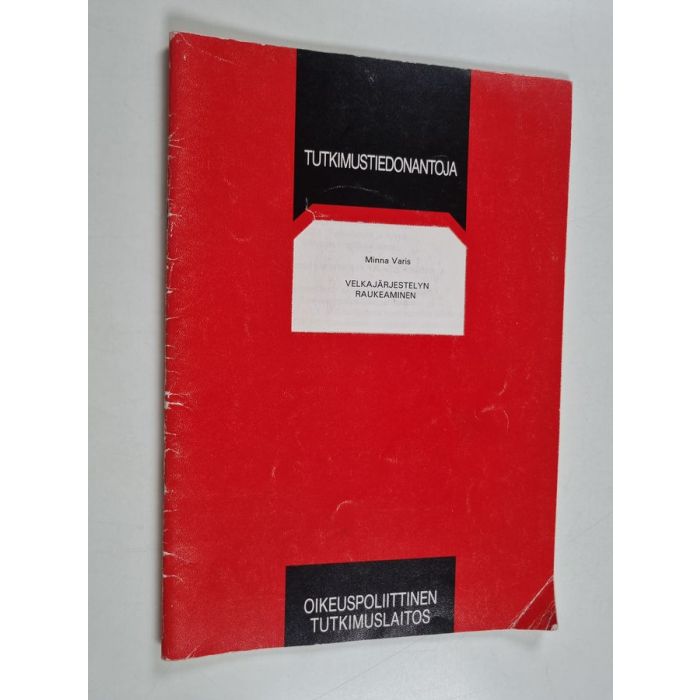 TUTKIMUSTIEDONANTOJA
Minna Varis
VELKAJÄRJESTELYN
RAUKEAMINEN
OIKEUSPOLIITTINEN
TUTKIMUSLAITOS